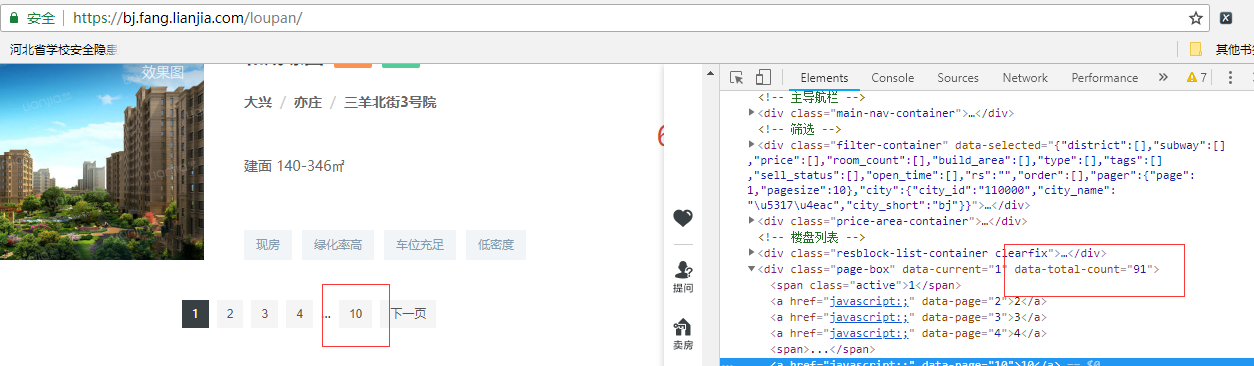 安全 https://bj.fang.lianjia.com/loupan/
河北省学校安全隐患
其他书
效果图
大兴 / 亦庄 / 三羊北街3号院
建面 140-346㎡
现房 绿化率高 车位充足 低密度
1 2 3 4 ... 10 下一页
提问
卖房
Elements Console Sources Network Performance » 7
<!-- 主导航栏 -->
<div class="main-nav-container">…</div>
<!-- 筛选 -->
<div class="filter-container" data-selected="{"district":[],"subway":[]
,"price":[],"room_count":[],"build_area":[],"type":[],"tags":[]
,"sell_status":[],"open_time":[],"rs":"","order":[],"pager":{"page":
1,"pagesize":10},"city":{"city_id":"110000","city_name":
"\u5317\u4eac","city_short":"bj"}}">…</div>
<div class="price-area-container">…</div>
<!-- 楼盘列表 -->
<div class="resblock-list-container clearfix">…</div>
<div class="page-box" data-current="1" data-total-count="91">
<span class="active">1</span>
<a href="javascript:;" data-page="2">2</a>
<a href="javascript:;" data-page="3">3</a>
<a href="javascript:;" data-page="4">4</a>
<span>...</span>
<a href="javascript:;" data-page="10">10</a> == $0